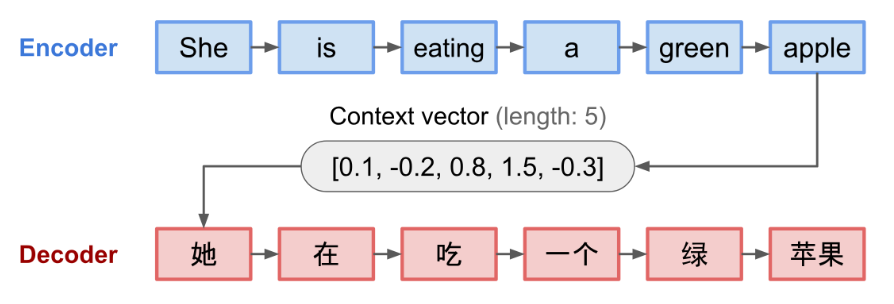 Encoder She is eating a green apple
Context vector (length: 5)
[0.1, -0.2, 0.8, 1.5, -0.3]
Decoder 她 在 吃 一个 绿 苹果